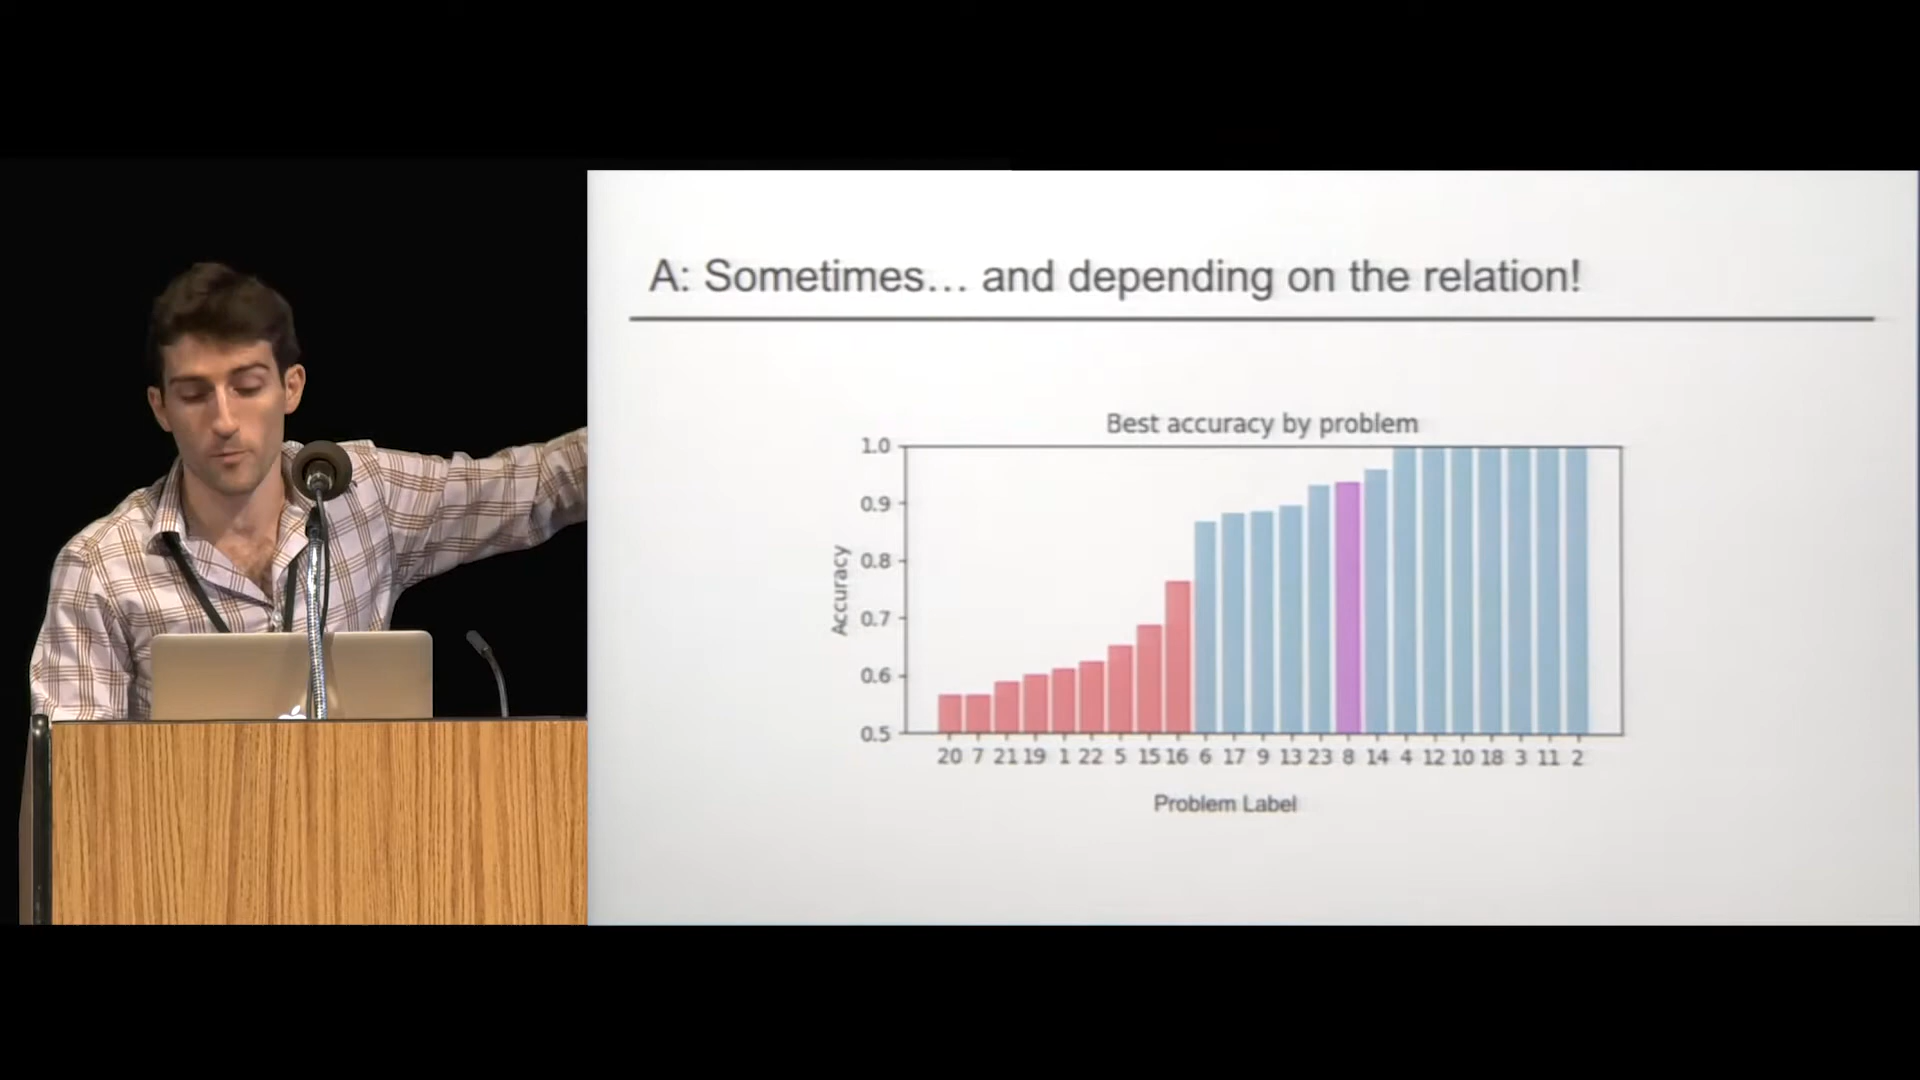 A: Sometimes... and depending on the relation!
Best accuracy by problem
1.0
0.9
0.8
0.7
0.6
0.5
Accuracy
20 7 21 19 1 22 5 15 16 6 17 9 13 23 8 14 4 12 10 18 3 11 2
Problem Label